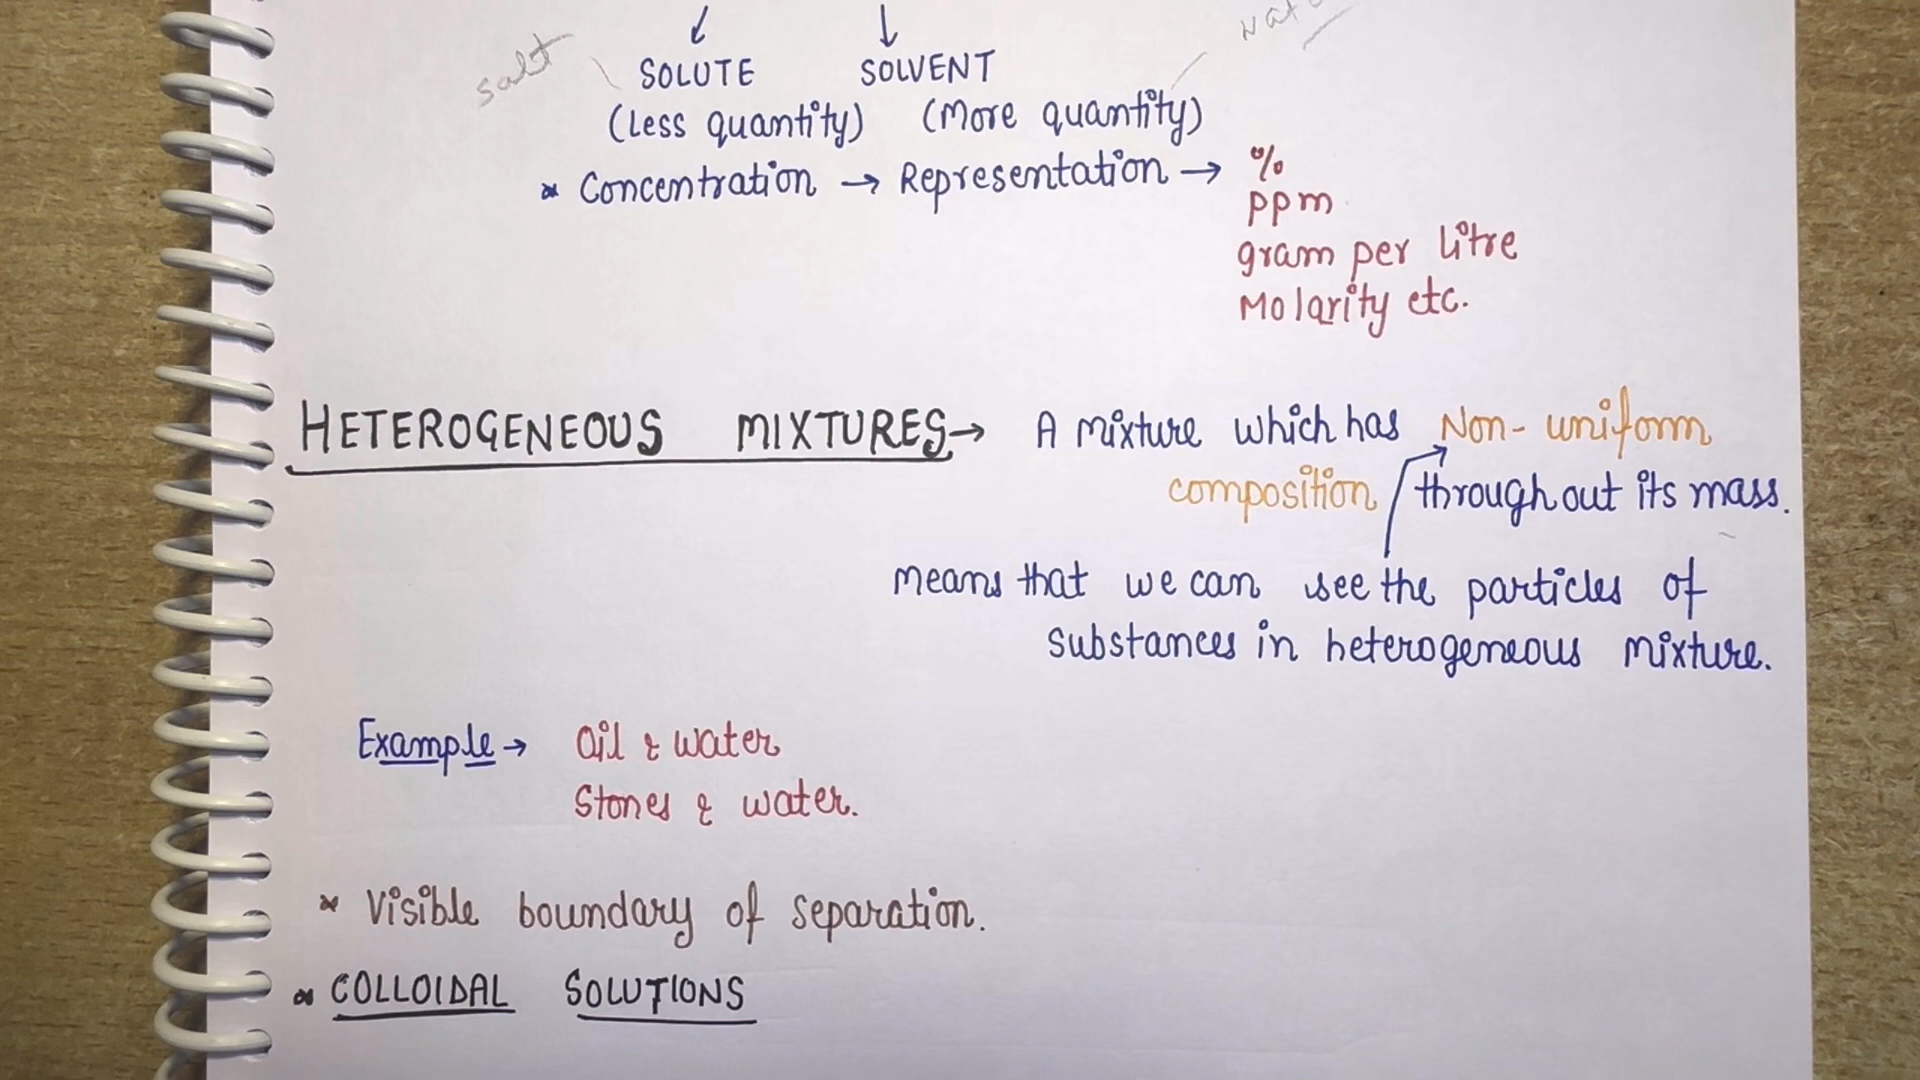 salt
SOLUTE SOLVENT
(Less quantity) (More quantity)
* Concentration → Representation → %
ppm
gram per litre
Molarity etc.
HETEROGENEOUS MIXTURES → A mixture which has Non-uniform
composition throughout its mass.
means that we can see the particles of
substances in heterogeneous mixture.
Example → Oil & water
Stones & water.
* Visible boundary of separation.
* COLLOIDAL SOLUTIONS